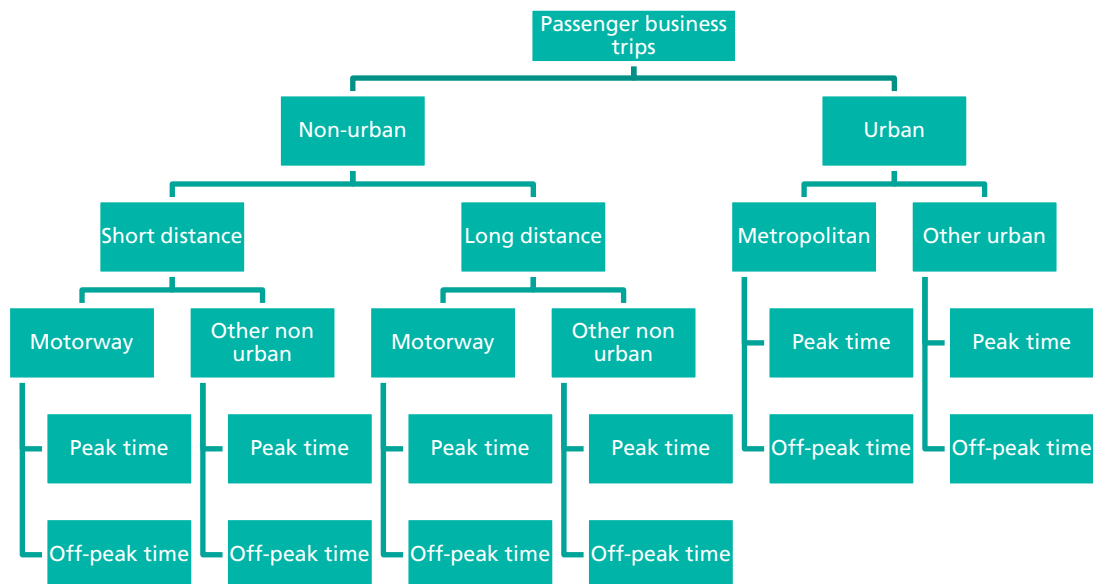 Passenger business
trips
Non-urban
Urban
Short distance
Long distance
Metropolitan
Other urban
Motorway
Other non
urban
Motorway
Other non
urban
Peak time
Peak time
Off-peak time
Off-peak time
Peak time
Peak time
Peak time
Peak time
Off-peak time
Off-peak time
Off-peak time
Off-peak time